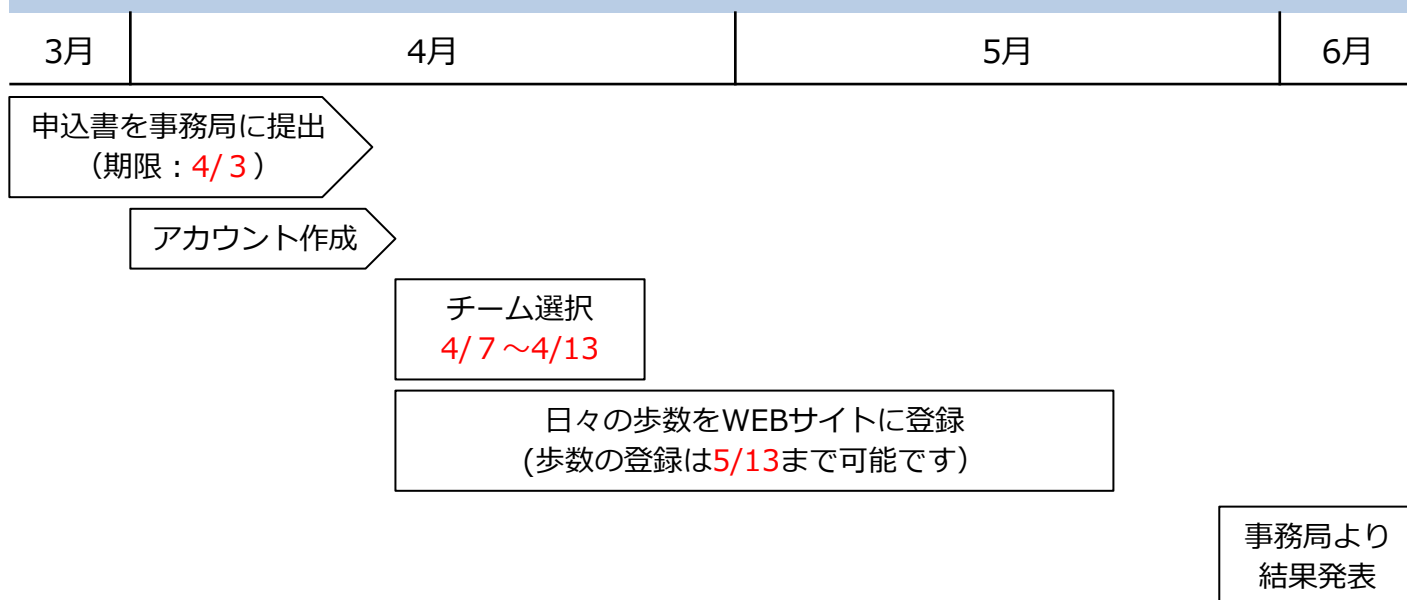 3月
4月
5月
6月
申込書を事務局に提出
（期限：4/３）
アカウント作成
チーム選択
4/７～4/13
日々の歩数をWEBサイトに登録
(歩数の登録は5/13まで可能です）
事務局より
結果発表